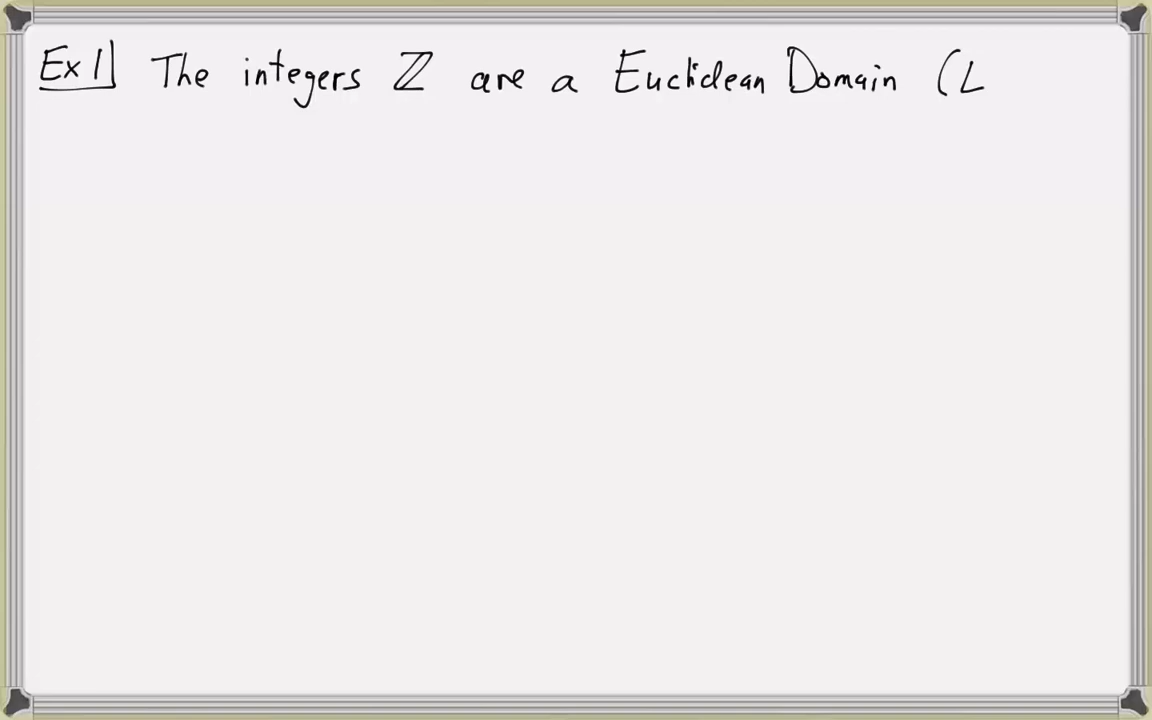 Ex 1 The integers ℤ are a Euclidean Domain (L